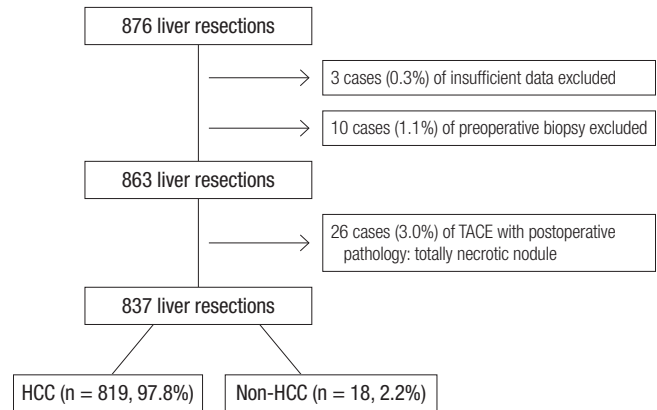 876 liver resections
3 cases (0.3%) of insufficient data excluded
10 cases (1.1%) of preoperative biopsy excluded
863 liver resections
26 cases (3.0%) of TACE with postoperative
pathology: totally necrotic nodule
837 liver resections
HCC (n = 819, 97.8%)
Non-HCC (n = 18, 2.2%)